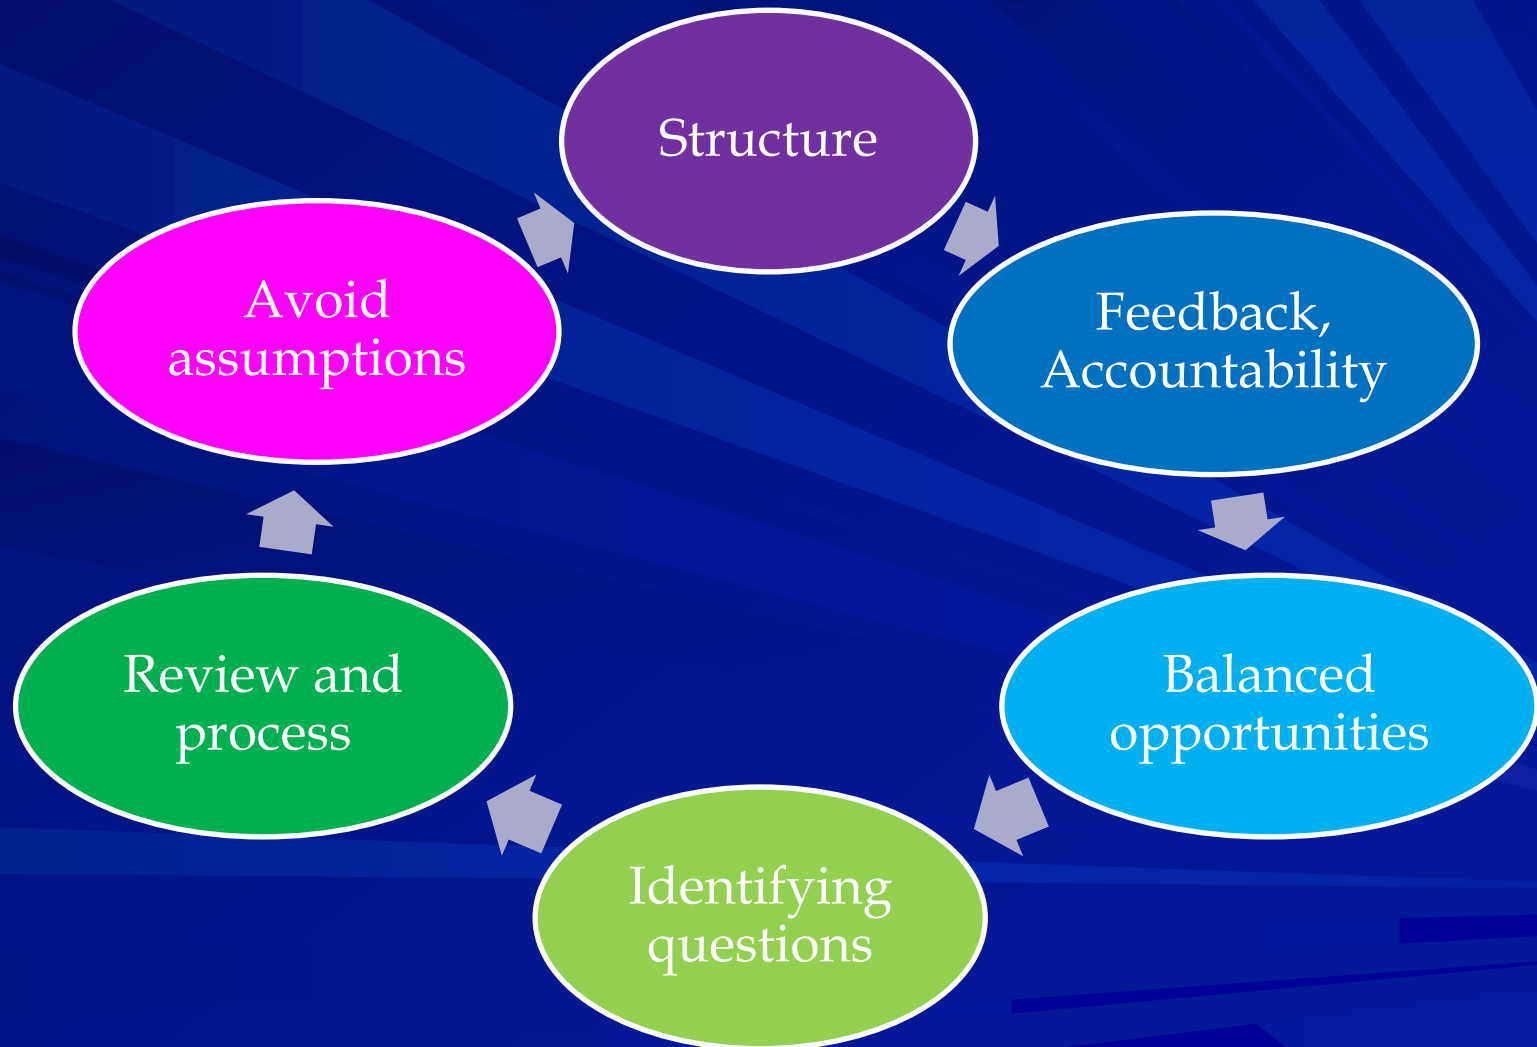 Structure
Feedback,
Accountability
Balanced
opportunities
Identifying
questions
Review and
process
Avoid
assumptions